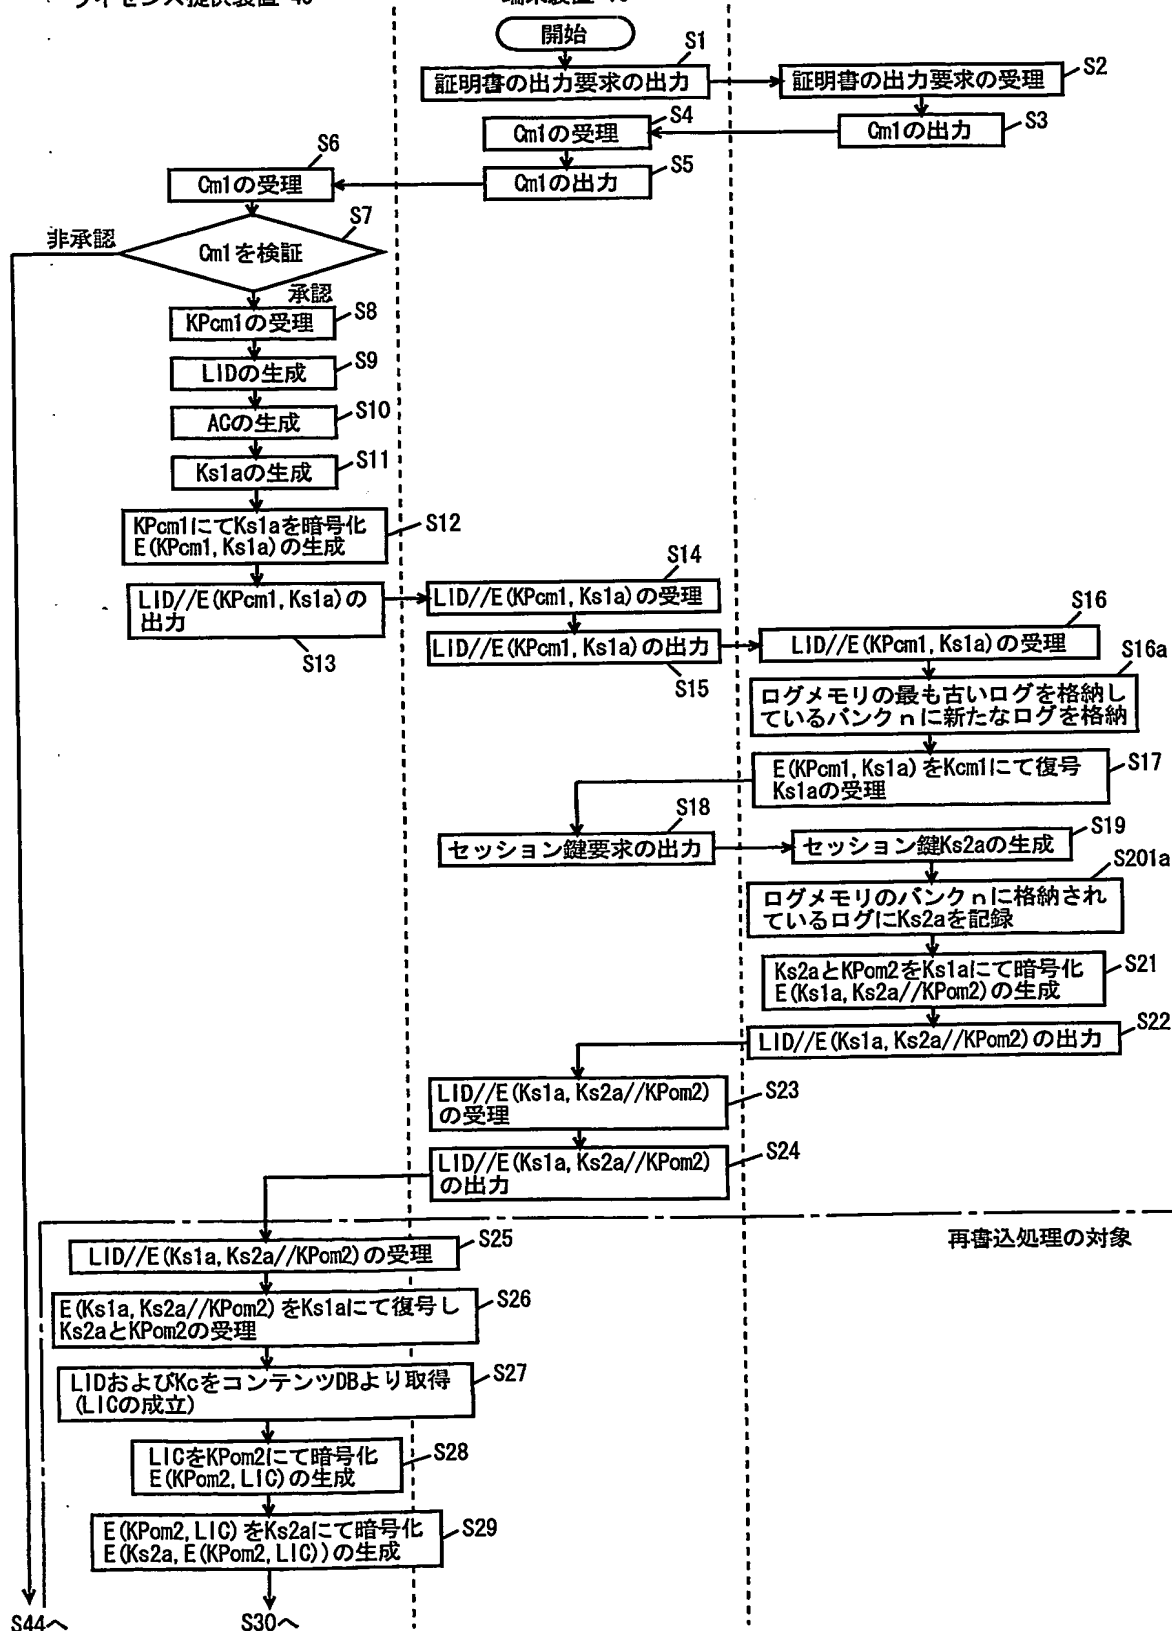 開始
S1
証明書の出力要求の出力
証明書の出力要求の受理
S2
S4
Cm1の受理
Cm1の出力
S3
S6
Cm1の受理
Cm1の出力
S5
S7
非承認
Cm1を検証
承認
KPcm1の受理
S8
LIDの生成
S9
ACの生成
S10
Ks1aの生成
S11
KPcm1にてKs1aを暗号化
E(KPcm1, Ks1a)の生成
S12
S14
LID//E(KPcm1, Ks1a)の
出力
S13
LID//E(KPcm1, Ks1a)の受理
LID//E(KPcm1, Ks1a)の出力
S15
S16
LID//E(KPcm1, Ks1a)の受理
S16a
ログメモリの最も古いログを格納し
ているバンクnに新たなログを格納
E(KPcm1, Ks1a)をKcm1にて復号
Ks1aの受理
S17
S18
セッション鍵要求の出力
S19
セッション鍵Ks2aの生成
S201a
ログメモリのバンクnに格納され
ているログにKs2aを記録
Ks2aとKPom2をKs1aにて暗号化
E(Ks1a, Ks2a//KPom2)の生成
S21
LID//E(Ks1a, Ks2a//KPom2)の出力
S22
LID//E(Ks1a, Ks2a//KPom2)
の受理
S23
LID//E(Ks1a, Ks2a//KPom2)
の出力
S24
再書込処理の対象
LID//E(Ks1a, Ks2a//KPom2)の受理
S25
E(Ks1a, Ks2a//KPom2)をKs1aにて復号し
Ks2aとKPom2の受理
S26
LIDおよびKcをコンテンツDBより取得
(LICの成立)
S27
LICをKPom2にて暗号化
E(KPom2, LIC)の生成
S28
E(KPom2, LIC)をKs2aにて暗号化
E(Ks2a, E(KPom2, LIC))の生成
S29
S44へ
S30へ